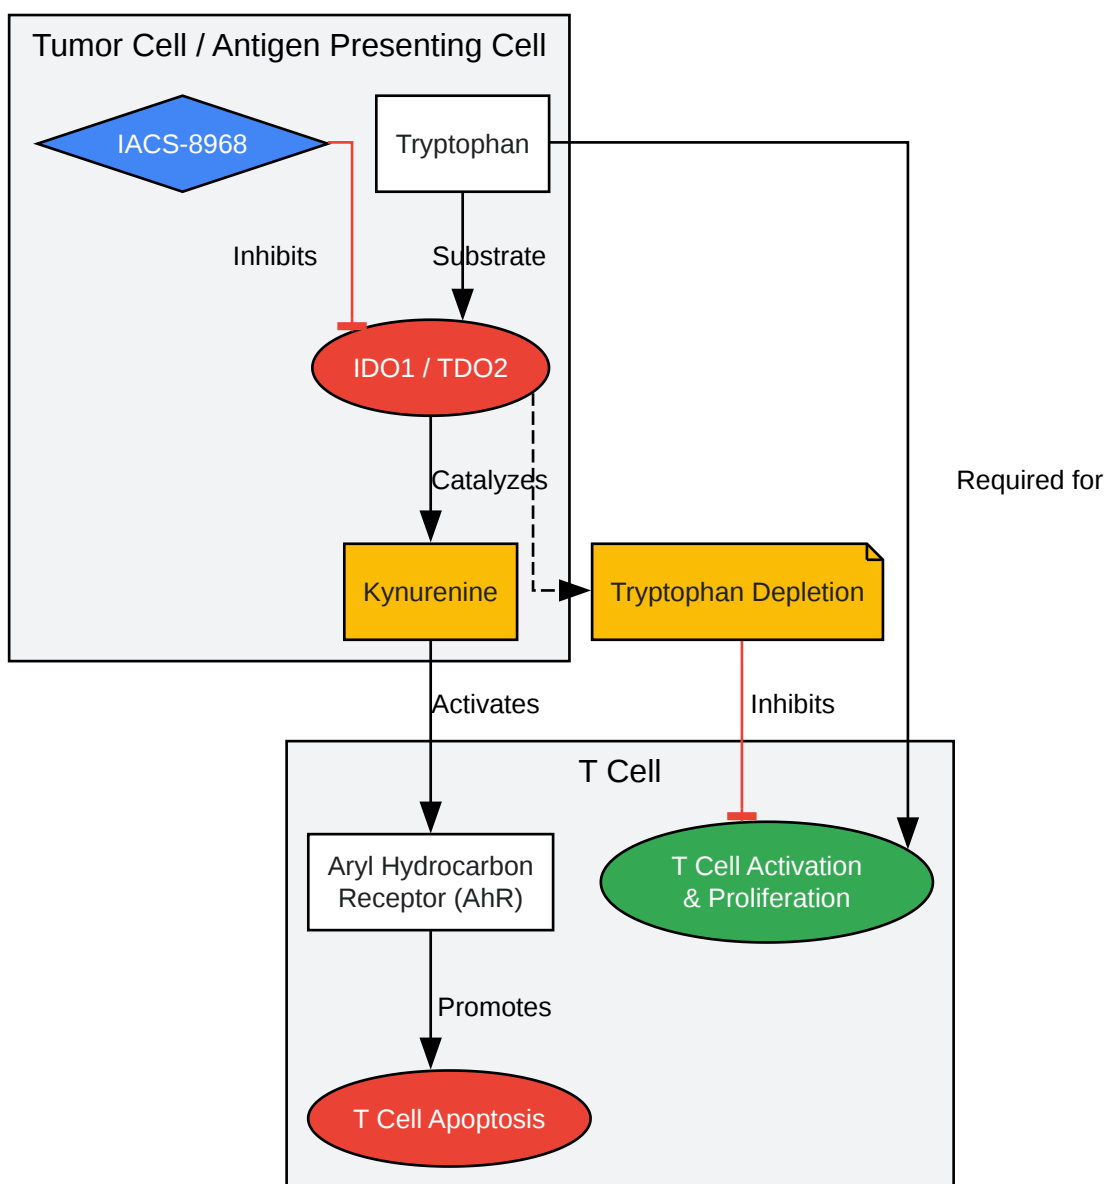 Tumor Cell / Antigen Presenting Cell
IACS-8968
Tryptophan
Inhibits
Substrate
IDO1 / TDO2
Catalyzes
Required for
Kynurenine
Tryptophan Depletion
Activates
Inhibits
T Cell
Aryl Hydrocarbon
Receptor (AhR)
T Cell Activation
& Proliferation
Promotes
T Cell Apoptosis